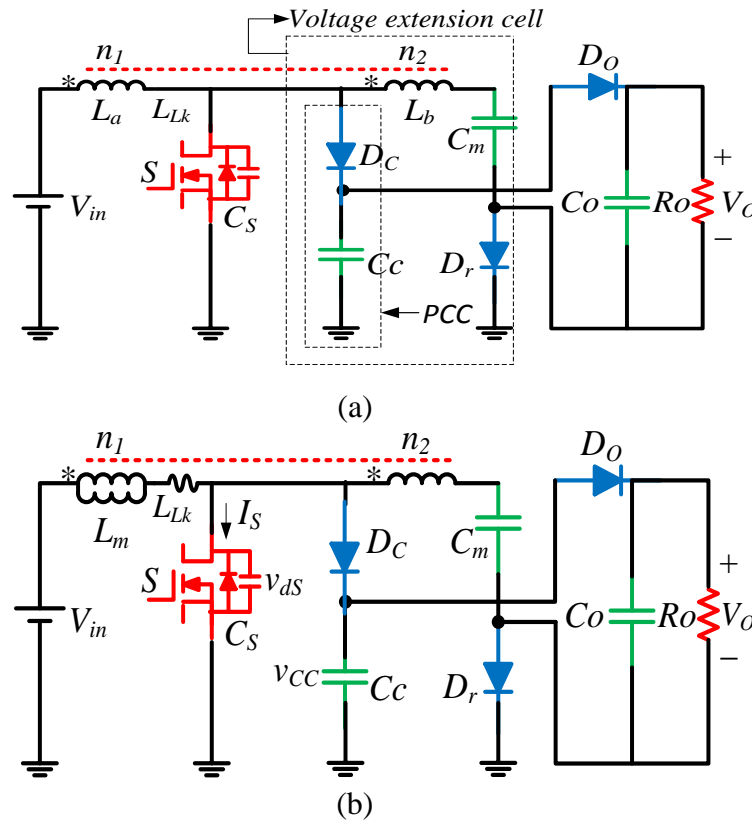 Voltage extension cell
n1 n2
* *
La LLk Lb
DO
Cm
S DC
Vin CS
Co Ro + VO −
Cc Dr
PCC
(a)
n1 n2
DO
* *
Lm LLk IS
DC Cm
S vdS
Vin CS
Co Ro + VO −
vCC Cc Dr
(b)